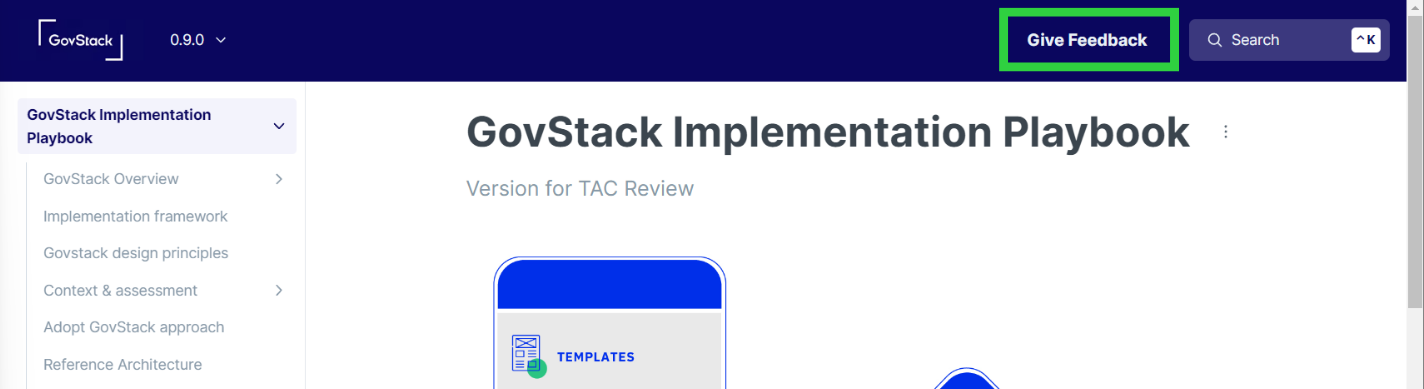 GovStack
0.9.0
Give Feedback
Search
^K
GovStack Implementation
Playbook
GovStack Overview
Implementation framework
Govstack design principles
Context & assessment
Adopt GovStack approach
Reference Architecture
GovStack Implementation Playbook
Version for TAC Review
TEMPLATES